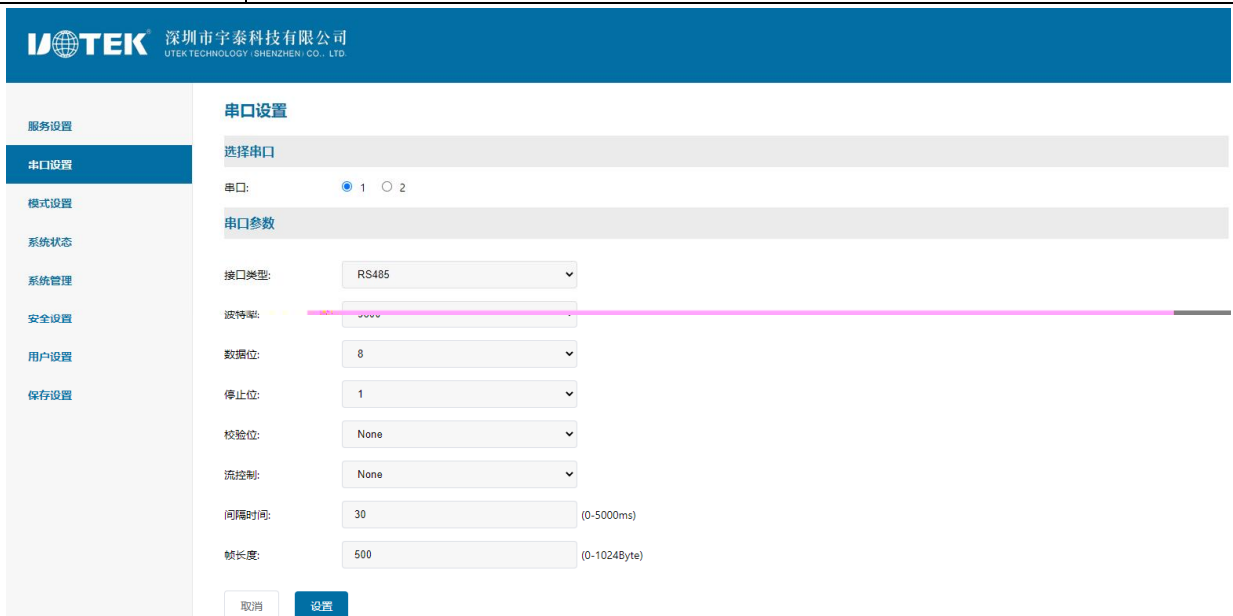 UOTEK® 深圳市宇泰科技有限公司
UTEK TECHNOLOGY (SHENZHEN) CO., LTD.
服务设置
串口设置
模式设置
系统状态
系统管理
安全设置
用户设置
保存设置
串口设置
选择串口
串口: 1 2
串口参数
接口类型: RS485
波特率:
数据位: 8
停止位: 1
校验位: None
流控制: None
间隔时间: 30 (0-5000ms)
帧长度: 500 (0-1024Byte)
取消 设置